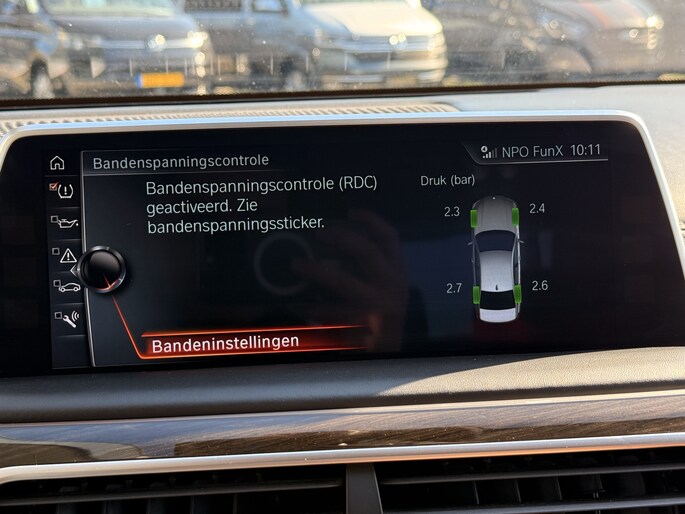 Bandenspanningscontrole
NPO FunX 10:11
Bandenspanningscontrole (RDC)
geactiveerd. Zie
bandenspanningssticker.
Druk (bar)
2.3 2.4
2.7 2.6
Bandeninstellingen